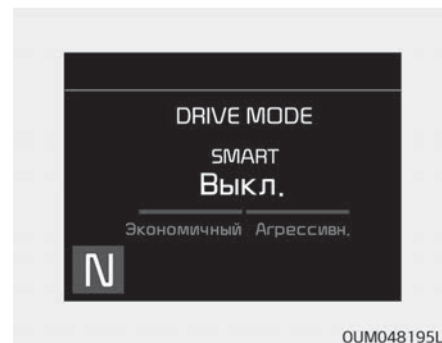 DRIVE MODE
SMART
Выкл.
Экономичный Агрессивн.
N
OUM048195L